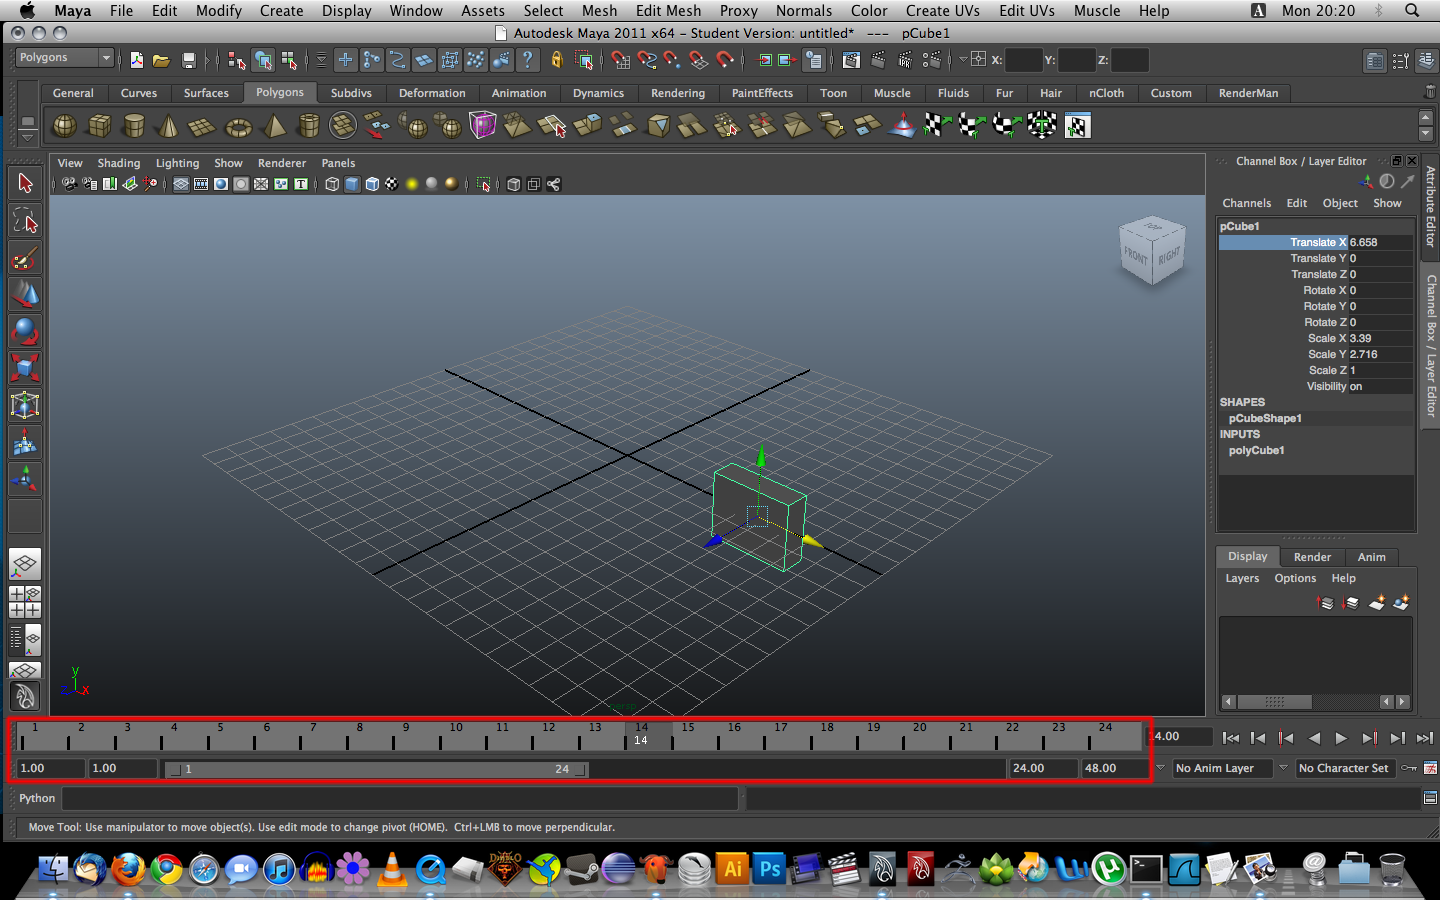 Maya File Edit Modify Create Display Window Assets Select Mesh Edit Mesh Proxy Normals Color Create UVs Edit UVs Muscle Help A Mon 20:20
Autodesk Maya 2011 x64 - Student Version: untitled* --- pCube1
Polygons X: Y: Z:
General Curves Surfaces Polygons Subdivs Deformation Animation Dynamics Rendering PaintEffects Toon Muscle Fluids Fur Hair nCloth Custom RenderMan
View Shading Lighting Show Renderer Panels
Channel Box / Layer Editor
Channels Edit Object Show
pCube1
Translate X 6.658
Translate Y 0
Translate Z 0
Rotate X 0
Rotate Y 0
Rotate Z 0
Scale X 3.39
Scale Y 2.716
Scale Z 1
Visibility on
SHAPES
pCubeShape1
INPUTS
polyCube1
Attribute Editor
Channel Box / Layer Editor
TOP
FRONT
RIGHT
Display Render Anim
Layers Options Help
y
x
persp
1 2 3 4 5 6 7 8 9 10 11 12 13 14 15 16 17 18 19 20 21 22 23 24
14
14.00
1.00 1.00 1 24 24.00 48.00 No Anim Layer No Character Set
Python
Move Tool: Use manipulator to move object(s). Use edit mode to change pivot (HOME). Ctrl+LMB to move perpendicular.
DIABLO
Ai
Ps
W
µ